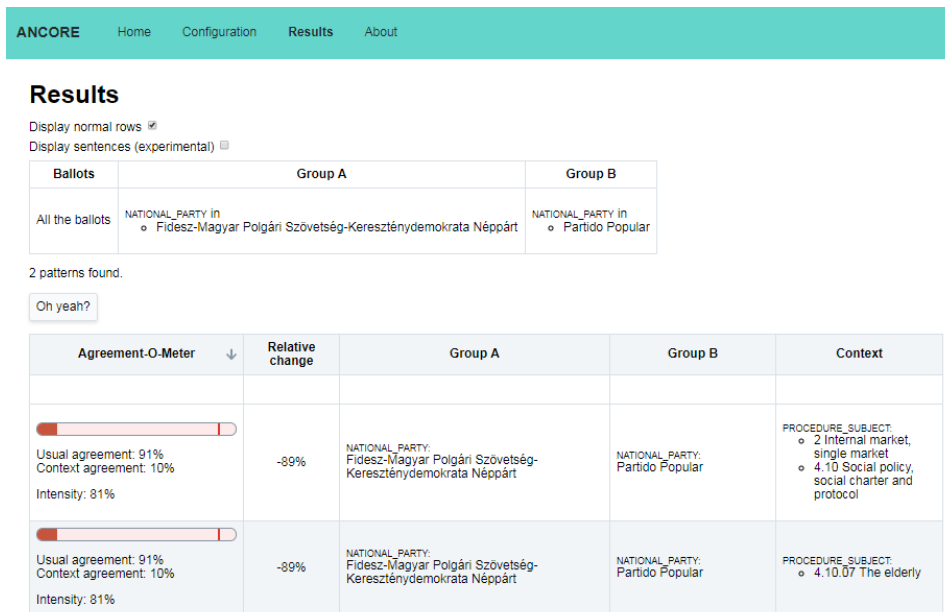 ANCORE Home Configuration Results About
Results
Display normal rows
Display sentences (experimental)
Ballots Group A Group B
All the ballots
NATIONAL_PARTY in
Fidesz-Magyar Polgári Szövetség-Kereszténydemokrata Néppárt
NATIONAL_PARTY in
Partido Popular
2 patterns found.
Oh yeah?
Agreement-O-Meter Relative change Group A Group B Context
Usual agreement: 91%
Context agreement: 10%
Intensity: 81%
-89%
NATIONAL_PARTY:
Fidesz-Magyar Polgári Szövetség-
Kereszténydemokrata Néppárt
NATIONAL_PARTY:
Partido Popular
PROCEDURE_SUBJECT:
2 Internal market,
single market
4.10 Social policy,
social charter and
protocol
Usual agreement: 91%
Context agreement: 10%
Intensity: 81%
-89%
NATIONAL_PARTY:
Fidesz-Magyar Polgári Szövetség-
Kereszténydemokrata Néppárt
NATIONAL_PARTY:
Partido Popular
PROCEDURE_SUBJECT:
4.10.07 The elderly